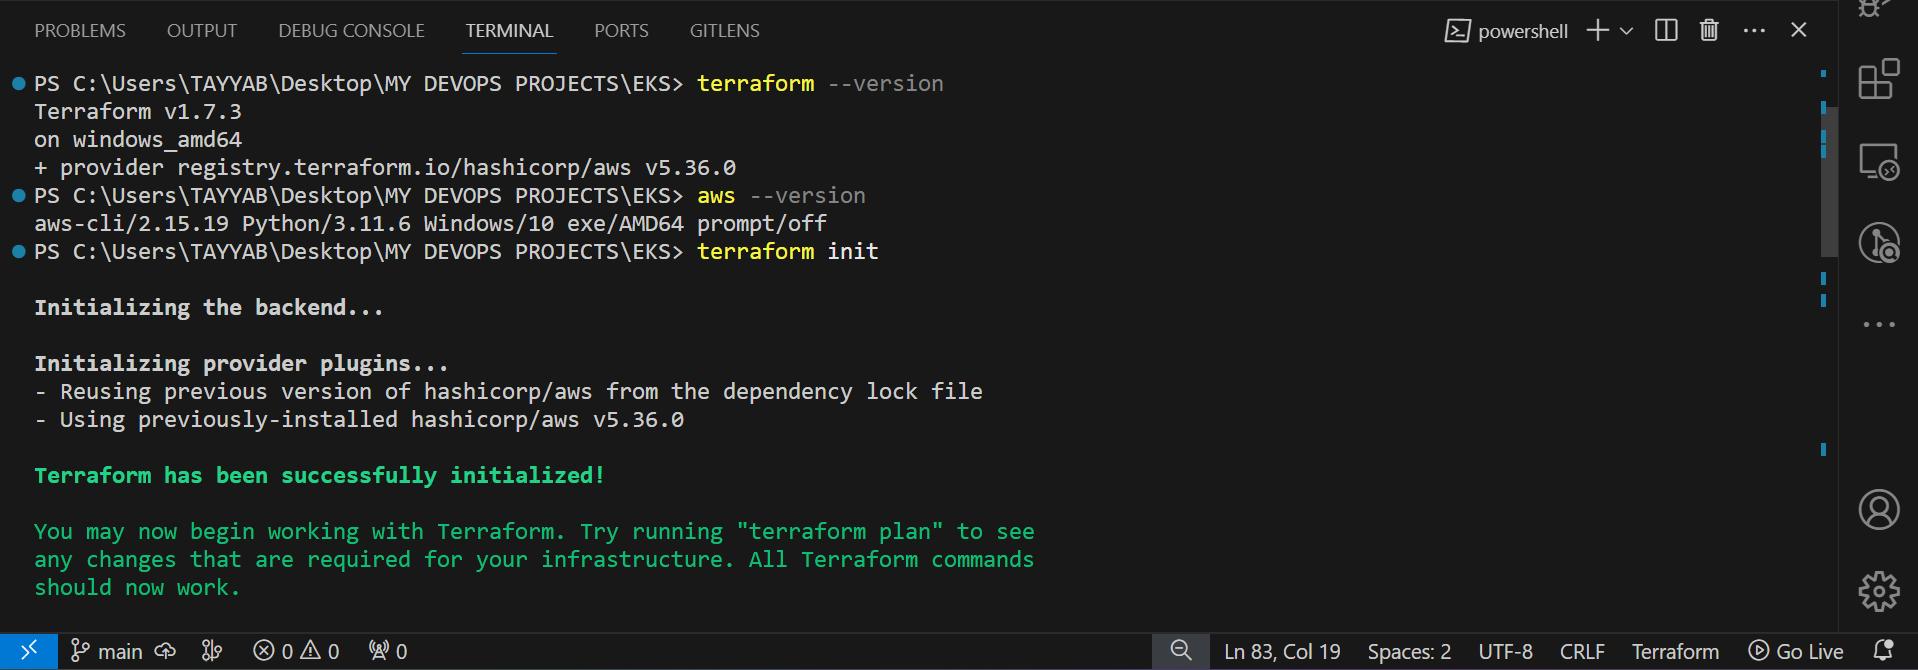 PROBLEMS OUTPUT DEBUG CONSOLE TERMINAL PORTS GITLENS powershell
PS C:\Users\TAYYAB\Desktop\MY DEVOPS PROJECTS\EKS> terraform --version
Terraform v1.7.3
on windows_amd64
+ provider registry.terraform.io/hashicorp/aws v5.36.0
PS C:\Users\TAYYAB\Desktop\MY DEVOPS PROJECTS\EKS> aws --version
aws-cli/2.15.19 Python/3.11.6 Windows/10 exe/AMD64 prompt/off
PS C:\Users\TAYYAB\Desktop\MY DEVOPS PROJECTS\EKS> terraform init
Initializing the backend...
Initializing provider plugins...
- Reusing previous version of hashicorp/aws from the dependency lock file
- Using previously-installed hashicorp/aws v5.36.0
Terraform has been successfully initialized!
You may now begin working with Terraform. Try running "terraform plan" to see
any changes that are required for your infrastructure. All Terraform commands
should now work.
main 0 0 0 Ln 83, Col 19 Spaces: 2 UTF-8 CRLF Terraform Go Live